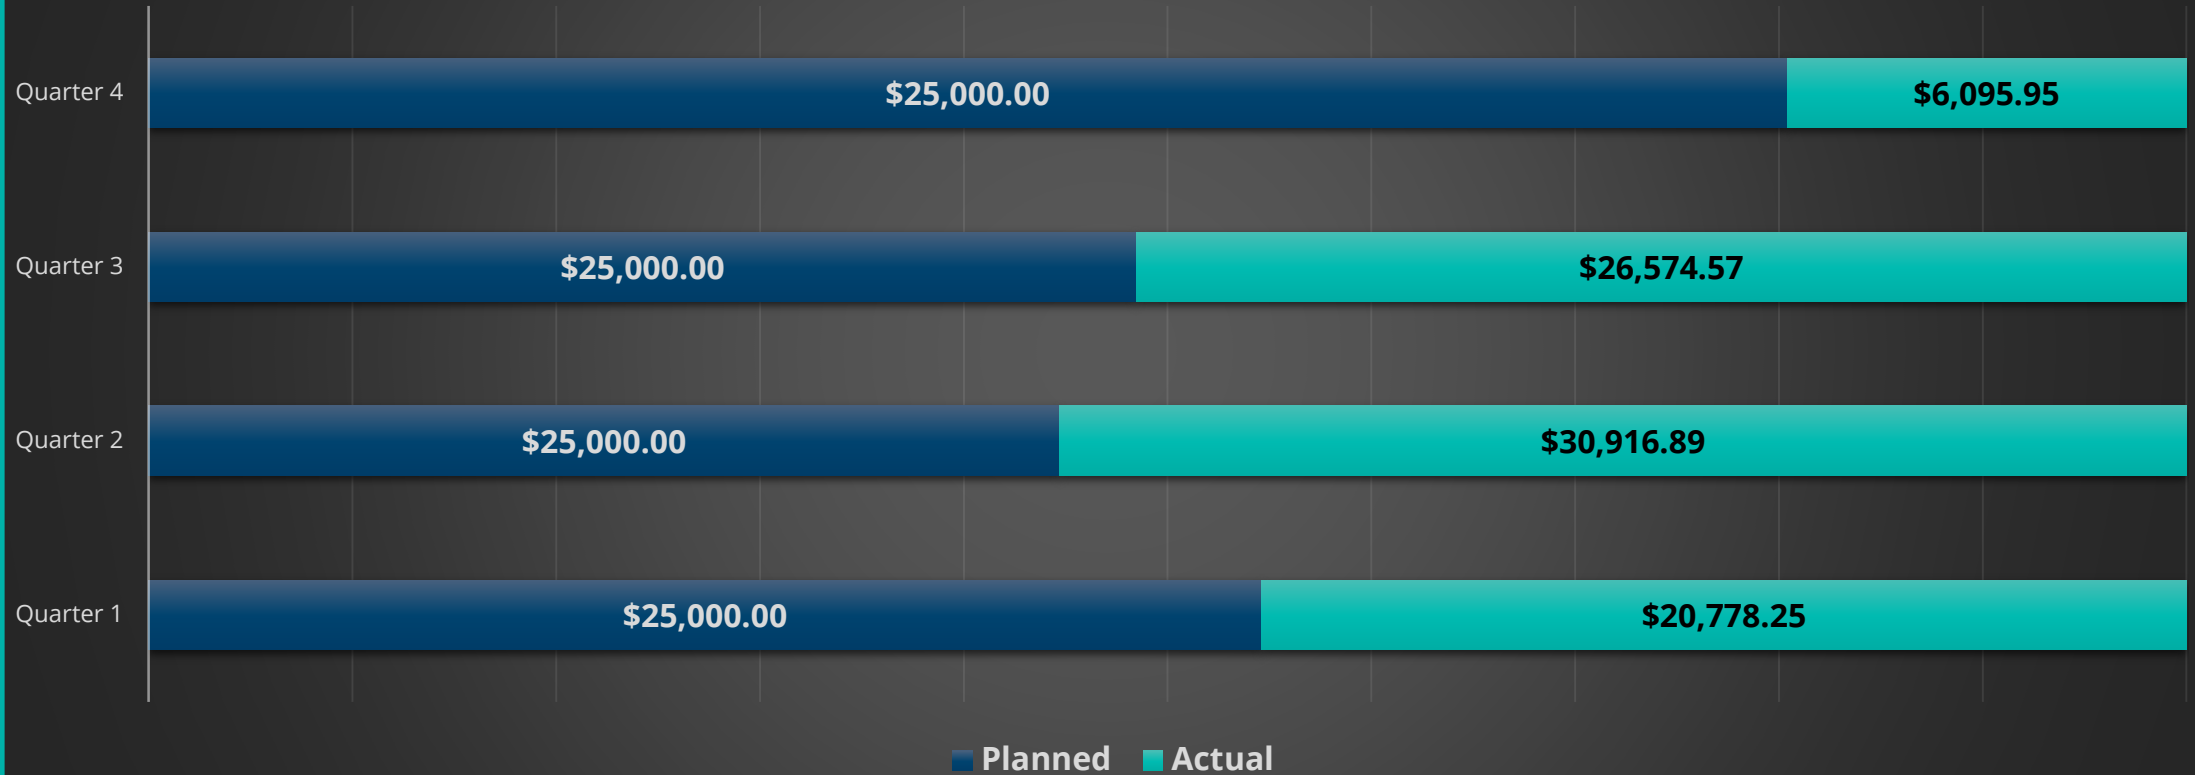 Quarter 4 $25,000.00 $6,095.95
Quarter 3 $25,000.00 $26,574.57
Quarter 2 $25,000.00 $30,916.89
Quarter 1 $25,000.00 $20,778.25
Planned Actual